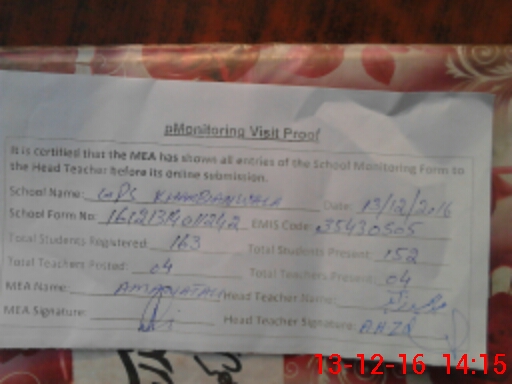 eMonitoring Visit Proof
It is certified that the MEA has shows all entries of the School Monitoring Form to
the Head Teacher before its online submission.
School Name: GPS Date: 13/12/2016
School Form No: EMIS Code: 35430505
Total Students Registered: 163 Total Students Present: 152
Total Teachers Posted: 04 Total Teachers Present: 04
MEA Name: Head Teacher Name:
MEA Signature: Head Teacher Signature:
13-12-16 14:15